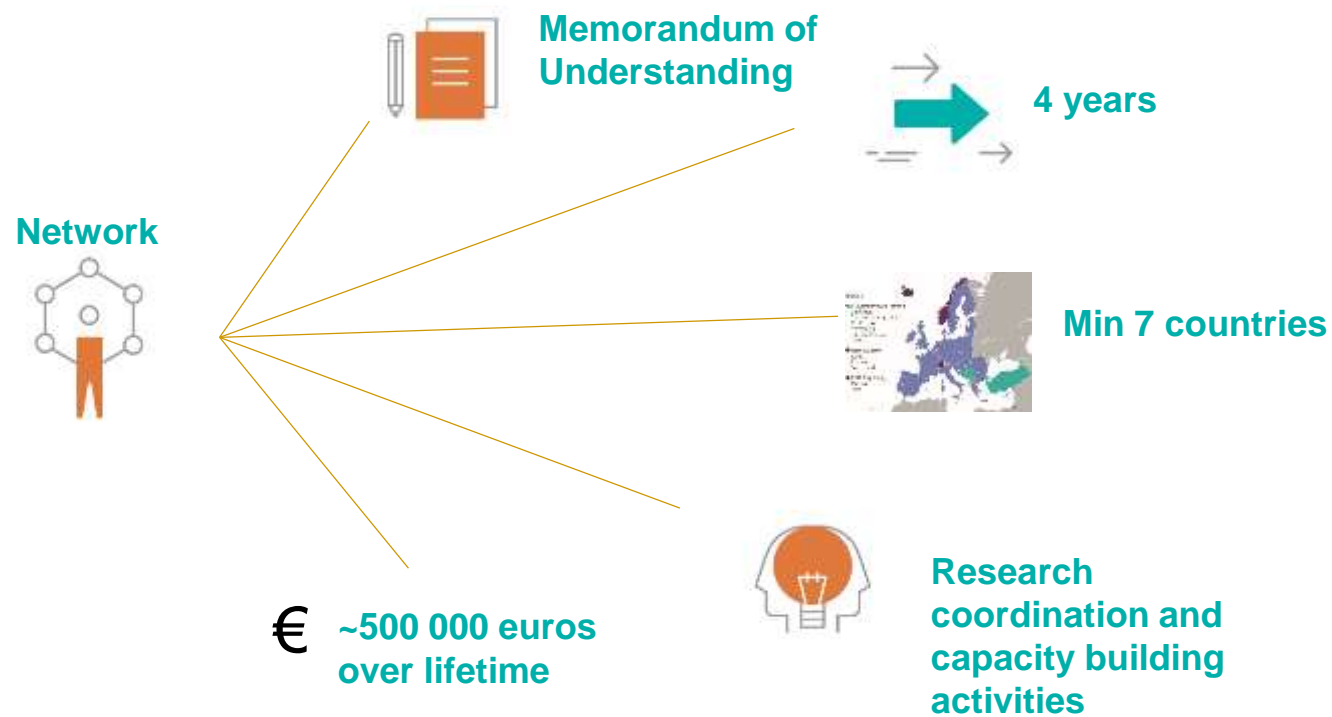 Memorandum of
Understanding
4 years
Network
Min 7 countries
€ ~500 000 euros
over lifetime
Research
coordination and
capacity building
activities